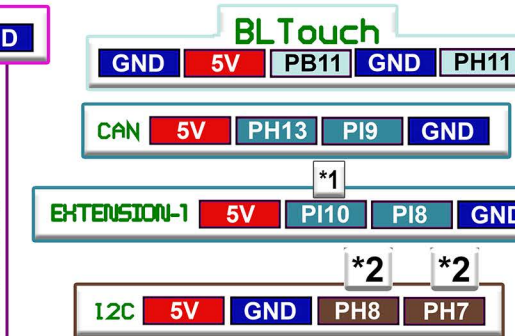 D
BLTouch
GND 5V PB11 GND PH11
CAN 5V PH13 PI9 GND
*1
EXTENSION-1 5V PI10 PI8 GND
*2 *2
I2C 5V GND PH8 PH7